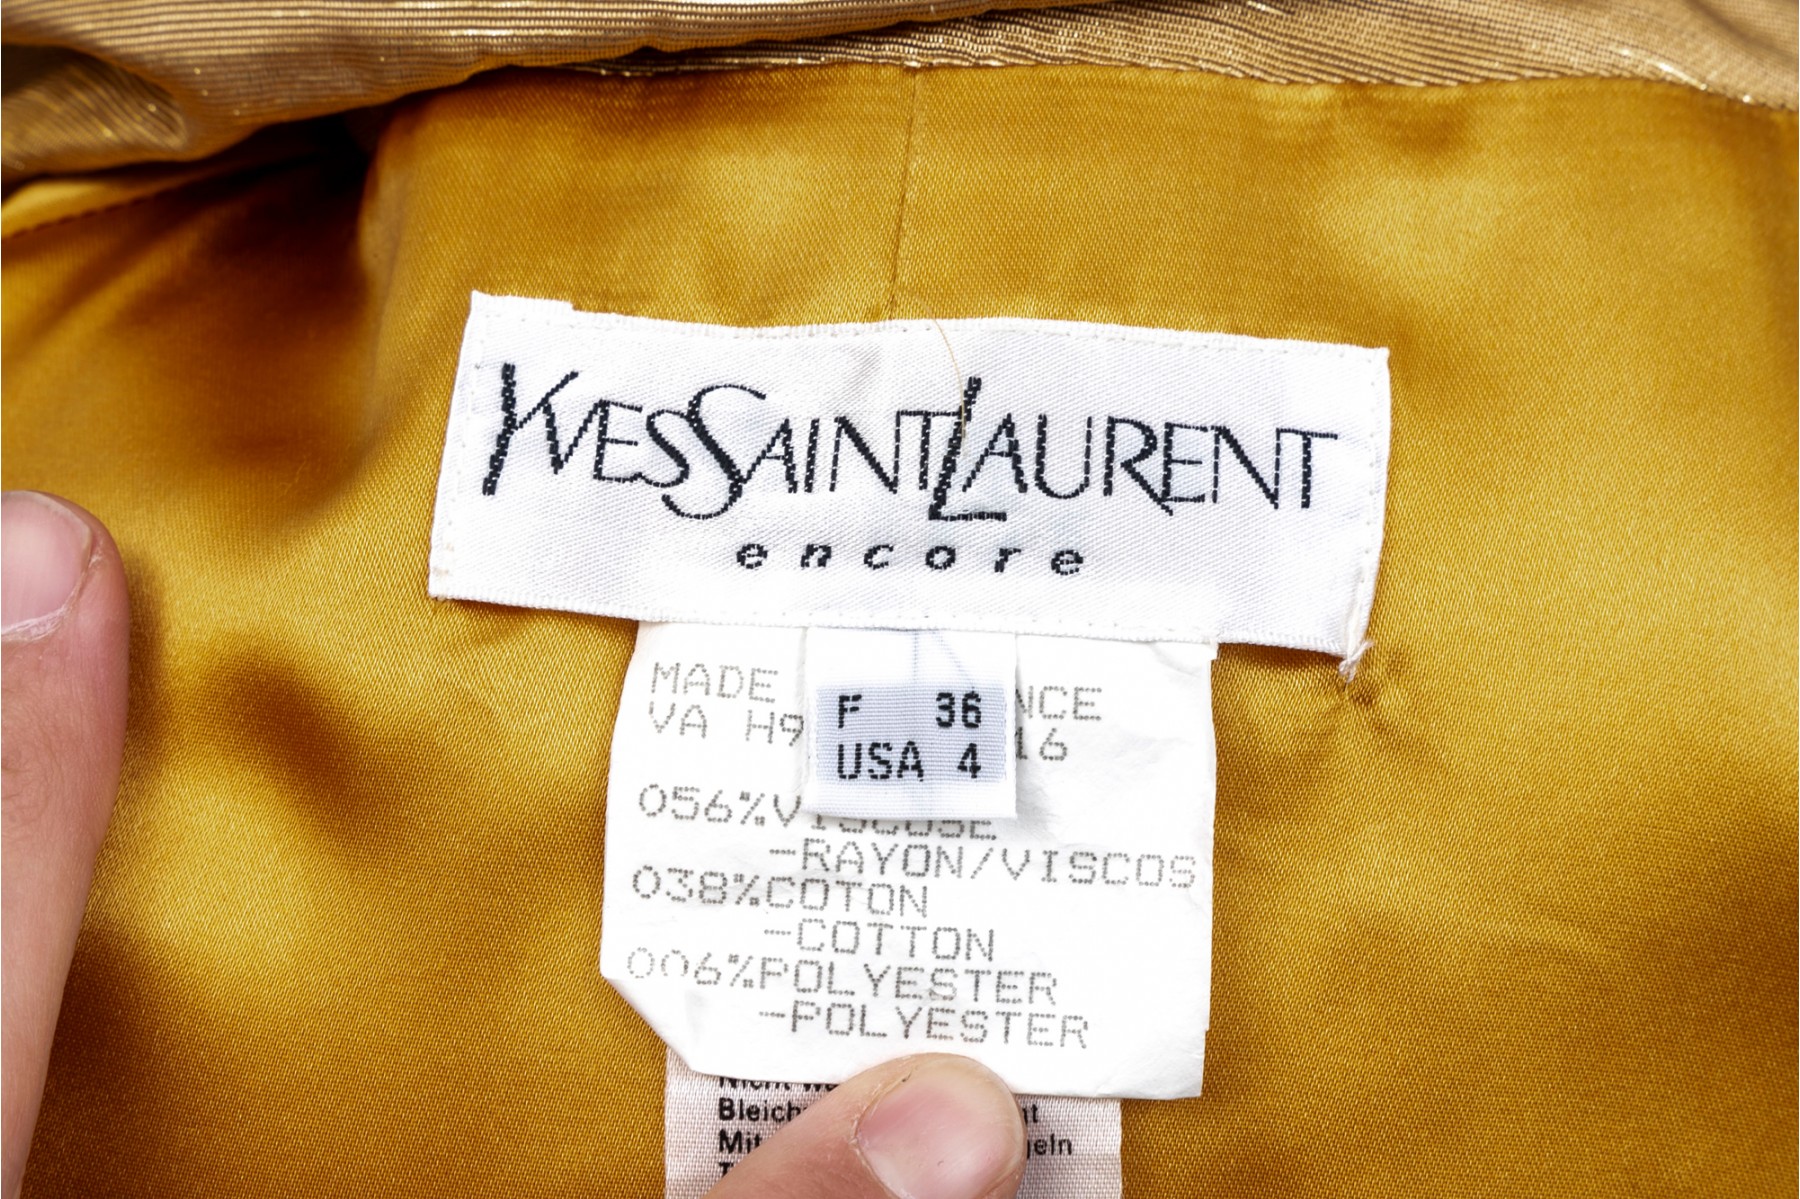 YVESSAINTLAURENT
encore
MADE NCE
VA H9 16
F 36
USA 4
056%VISCOSE
-RAYON/VISCOS
038%COTON
-COTTON
006%POLYESTER
-POLYESTER
Nicht